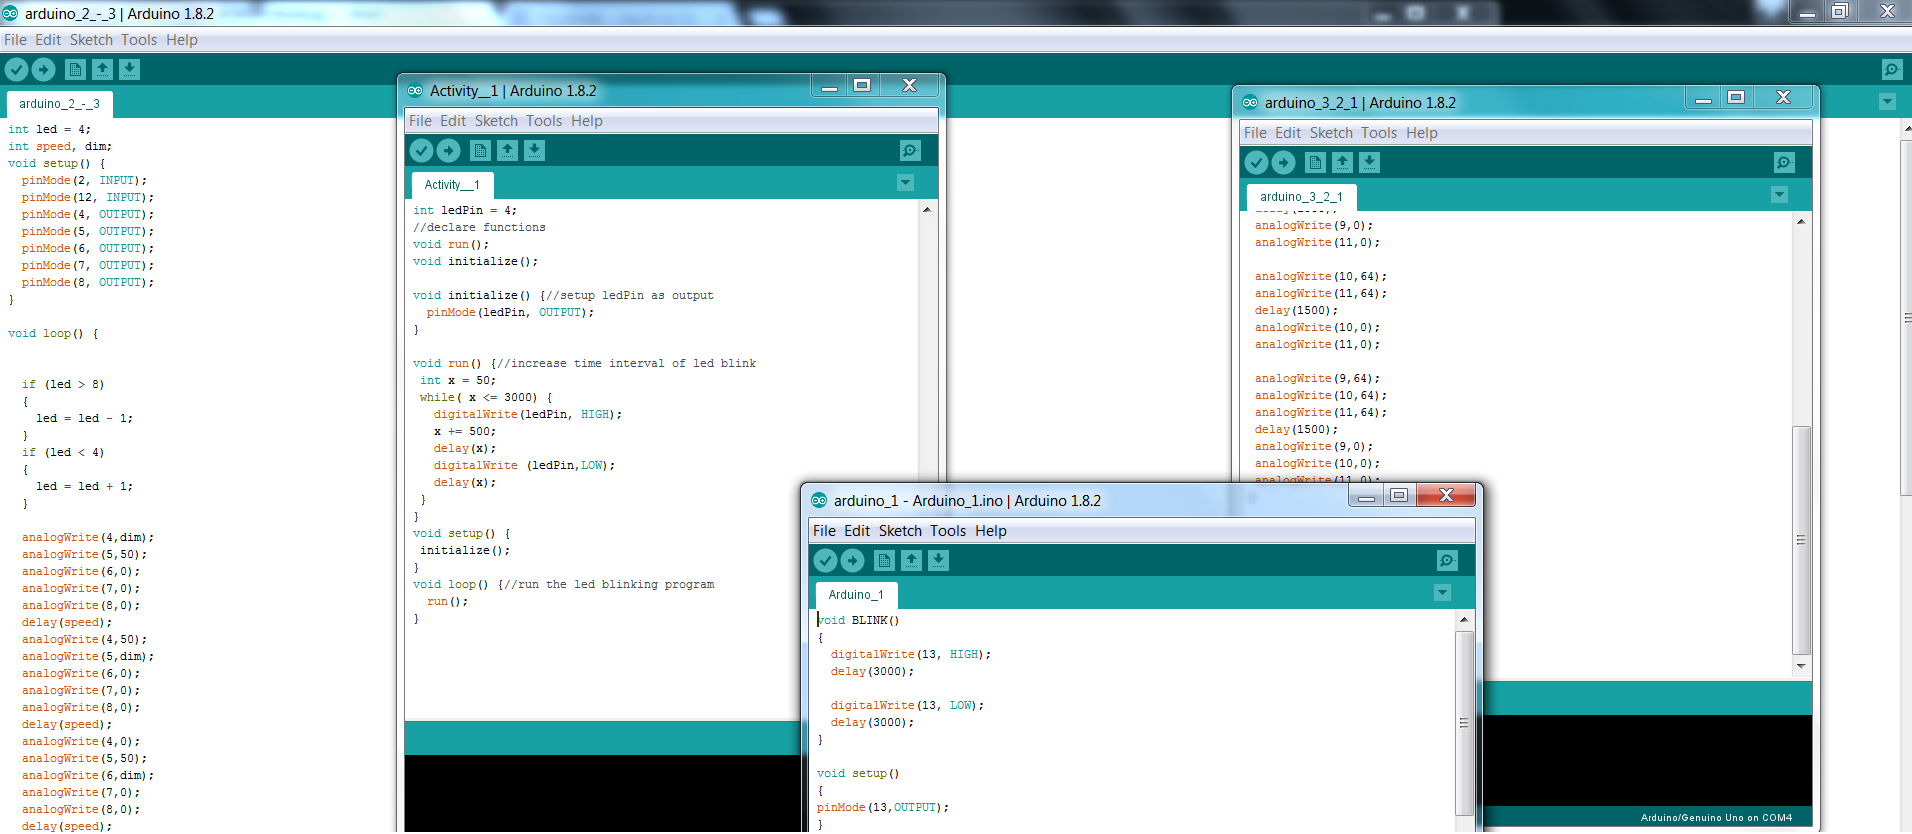 arduino_2_-_3 | Arduino 1.8.2
File Edit Sketch Tools Help
arduino_2_-_3
int led = 4;
int speed, dim;
void setup() {
pinMode(2, INPUT);
pinMode(12, INPUT);
pinMode(4, OUTPUT);
pinMode(5, OUTPUT);
pinMode(6, OUTPUT);
pinMode(7, OUTPUT);
pinMode(8, OUTPUT);
}
void loop() {
if (led > 8)
{
led = led - 1;
}
if (led < 4)
{
led = led + 1;
}
analogWrite(4,dim);
analogWrite(5,50);
analogWrite(6,0);
analogWrite(7,0);
analogWrite(8,0);
delay(speed);
analogWrite(4,50);
analogWrite(5,dim);
analogWrite(6,0);
analogWrite(7,0);
analogWrite(8,0);
delay(speed);
analogWrite(4,0);
analogWrite(5,50);
analogWrite(6,dim);
analogWrite(7,0);
analogWrite(8,0);
delay(speed);
Activity__1 | Arduino 1.8.2
File Edit Sketch Tools Help
Activity__1
int ledPin = 4;
//declare functions
void run();
void initialize();
void initialize() {//setup ledPin as output
pinMode(ledPin, OUTPUT);
}
void run() {//increase time interval of led blink
int x = 50;
while( x <= 3000) {
digitalWrite(ledPin, HIGH);
x += 500;
delay(x);
digitalWrite (ledPin,LOW);
delay(x);
}
}
void setup() {
initialize();
}
void loop() {//run the led blinking program
run();
}
arduino_3_2_1 | Arduino 1.8.2
File Edit Sketch Tools Help
arduino_3_2_1
analogWrite(9,0);
analogWrite(11,0);
analogWrite(10,64);
analogWrite(11,64);
delay(1500);
analogWrite(10,0);
analogWrite(11,0);
analogWrite(9,64);
analogWrite(10,64);
analogWrite(11,64);
delay(1500);
analogWrite(9,0);
analogWrite(10,0);
analogWrite(11,0);
Arduino/Genuino Uno on COM4
arduino_1 - Arduino_1.ino | Arduino 1.8.2
File Edit Sketch Tools Help
Arduino_1
void BLINK()
{
digitalWrite(13, HIGH);
delay(3000);
digitalWrite(13, LOW);
delay(3000);
}
void setup()
{
pinMode(13,OUTPUT);
}